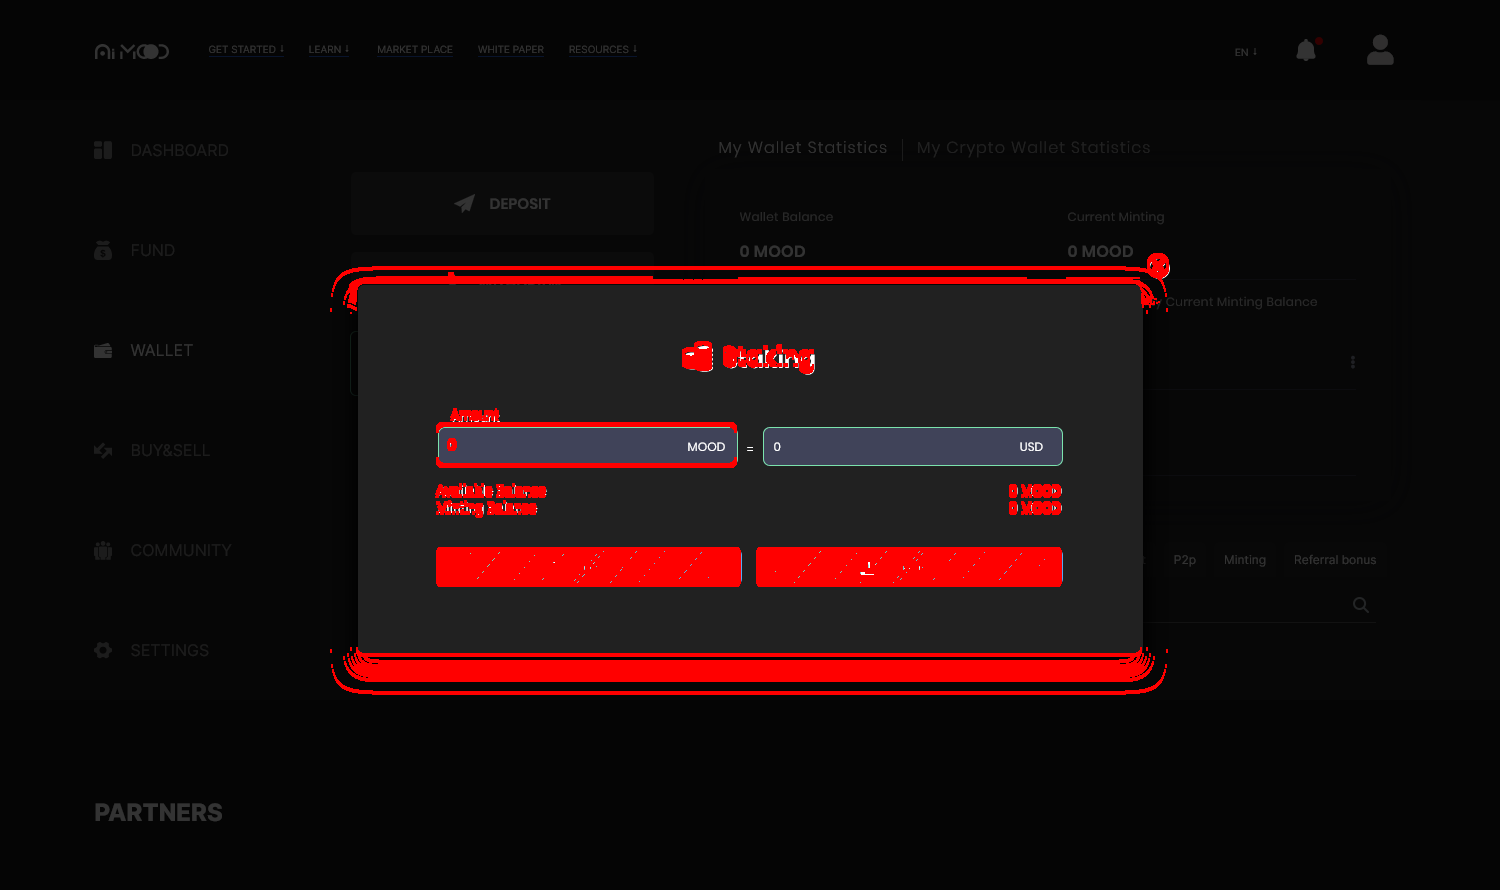 Ai MOOD
GET STARTED
LEARN
MARKET PLACE
WHITE PAPER
RESOURCES
EN
DASHBOARD
My Wallet Statistics
My Crypto Wallet Statistics
DEPOSIT
Wallet Balance
Current Minting
FUND
0 MOOD
0 MOOD
Current Minting Balance
WALLET
Staking
Amount
0
MOOD
=
0
USD
BUY&SELL
Available Balance
0 MOOD
Minting Balance
0 MOOD
COMMUNITY
P2p
Minting
Referral bonus
SETTINGS
PARTNERS